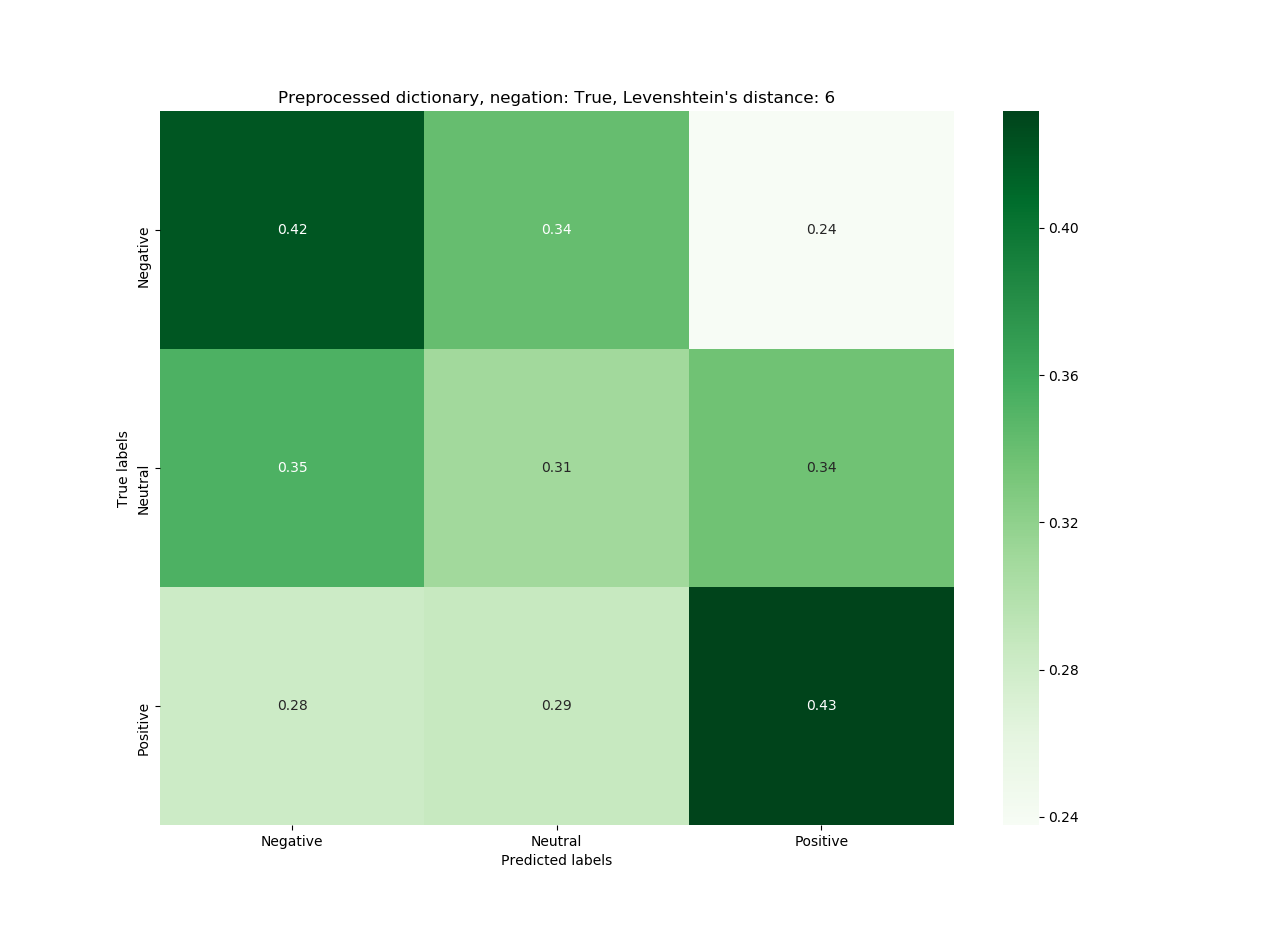 Preprocessed dictionary, negation: True, Levenshtein's distance: 6
True labels
Negative
0.42 0.34 0.24
Neutral
0.35 0.31 0.34
Positive
0.28 0.29 0.43
Negative Neutral Positive
Predicted labels
0.40
0.36
0.32
0.28
0.24